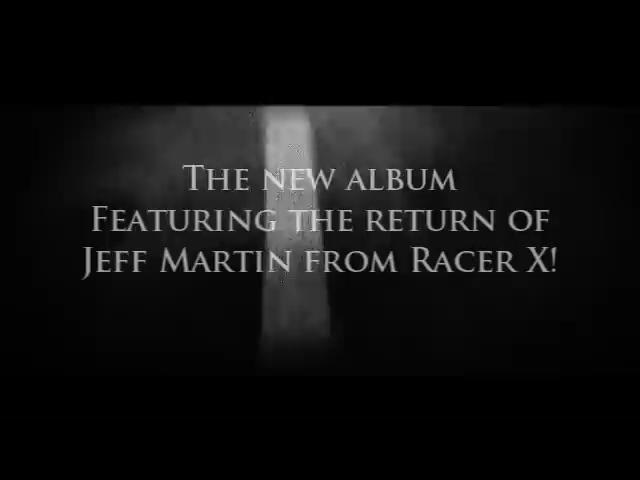 The new album
Featuring the return of
Jeff Martin from Racer X!